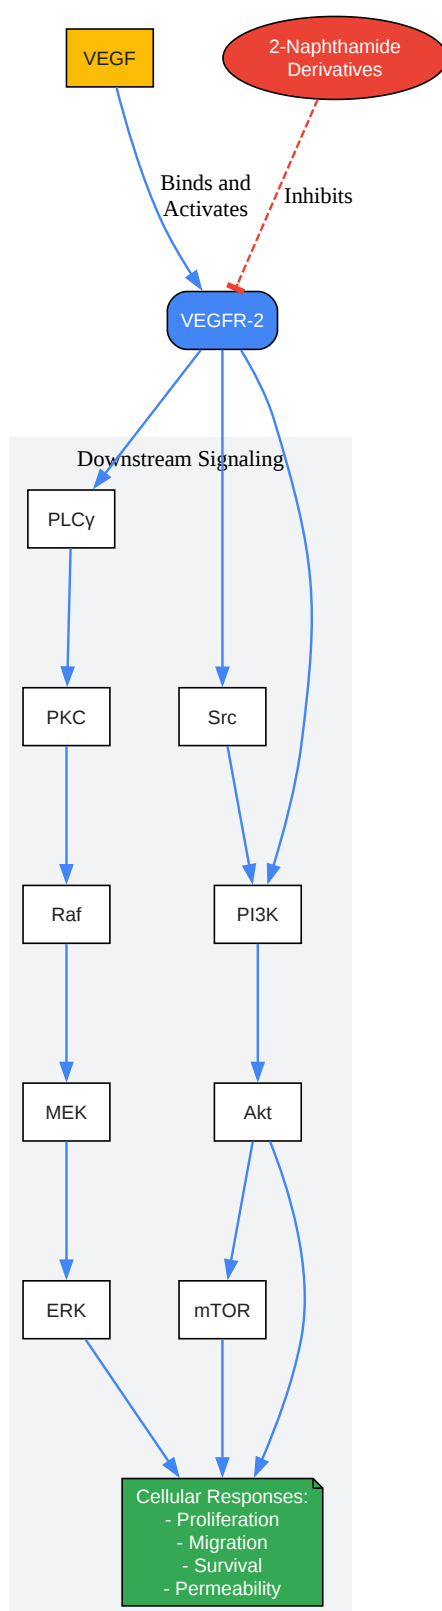 VEGF
2-Naphthamide
Derivatives
Binds and
Activates
Inhibits
VEGFR-2
Downstream Signaling
PLCγ
PKC
Src
Raf
PI3K
MEK
Akt
ERK
mTOR
Cellular Responses:
- Proliferation
- Migration
- Survival
- Permeability